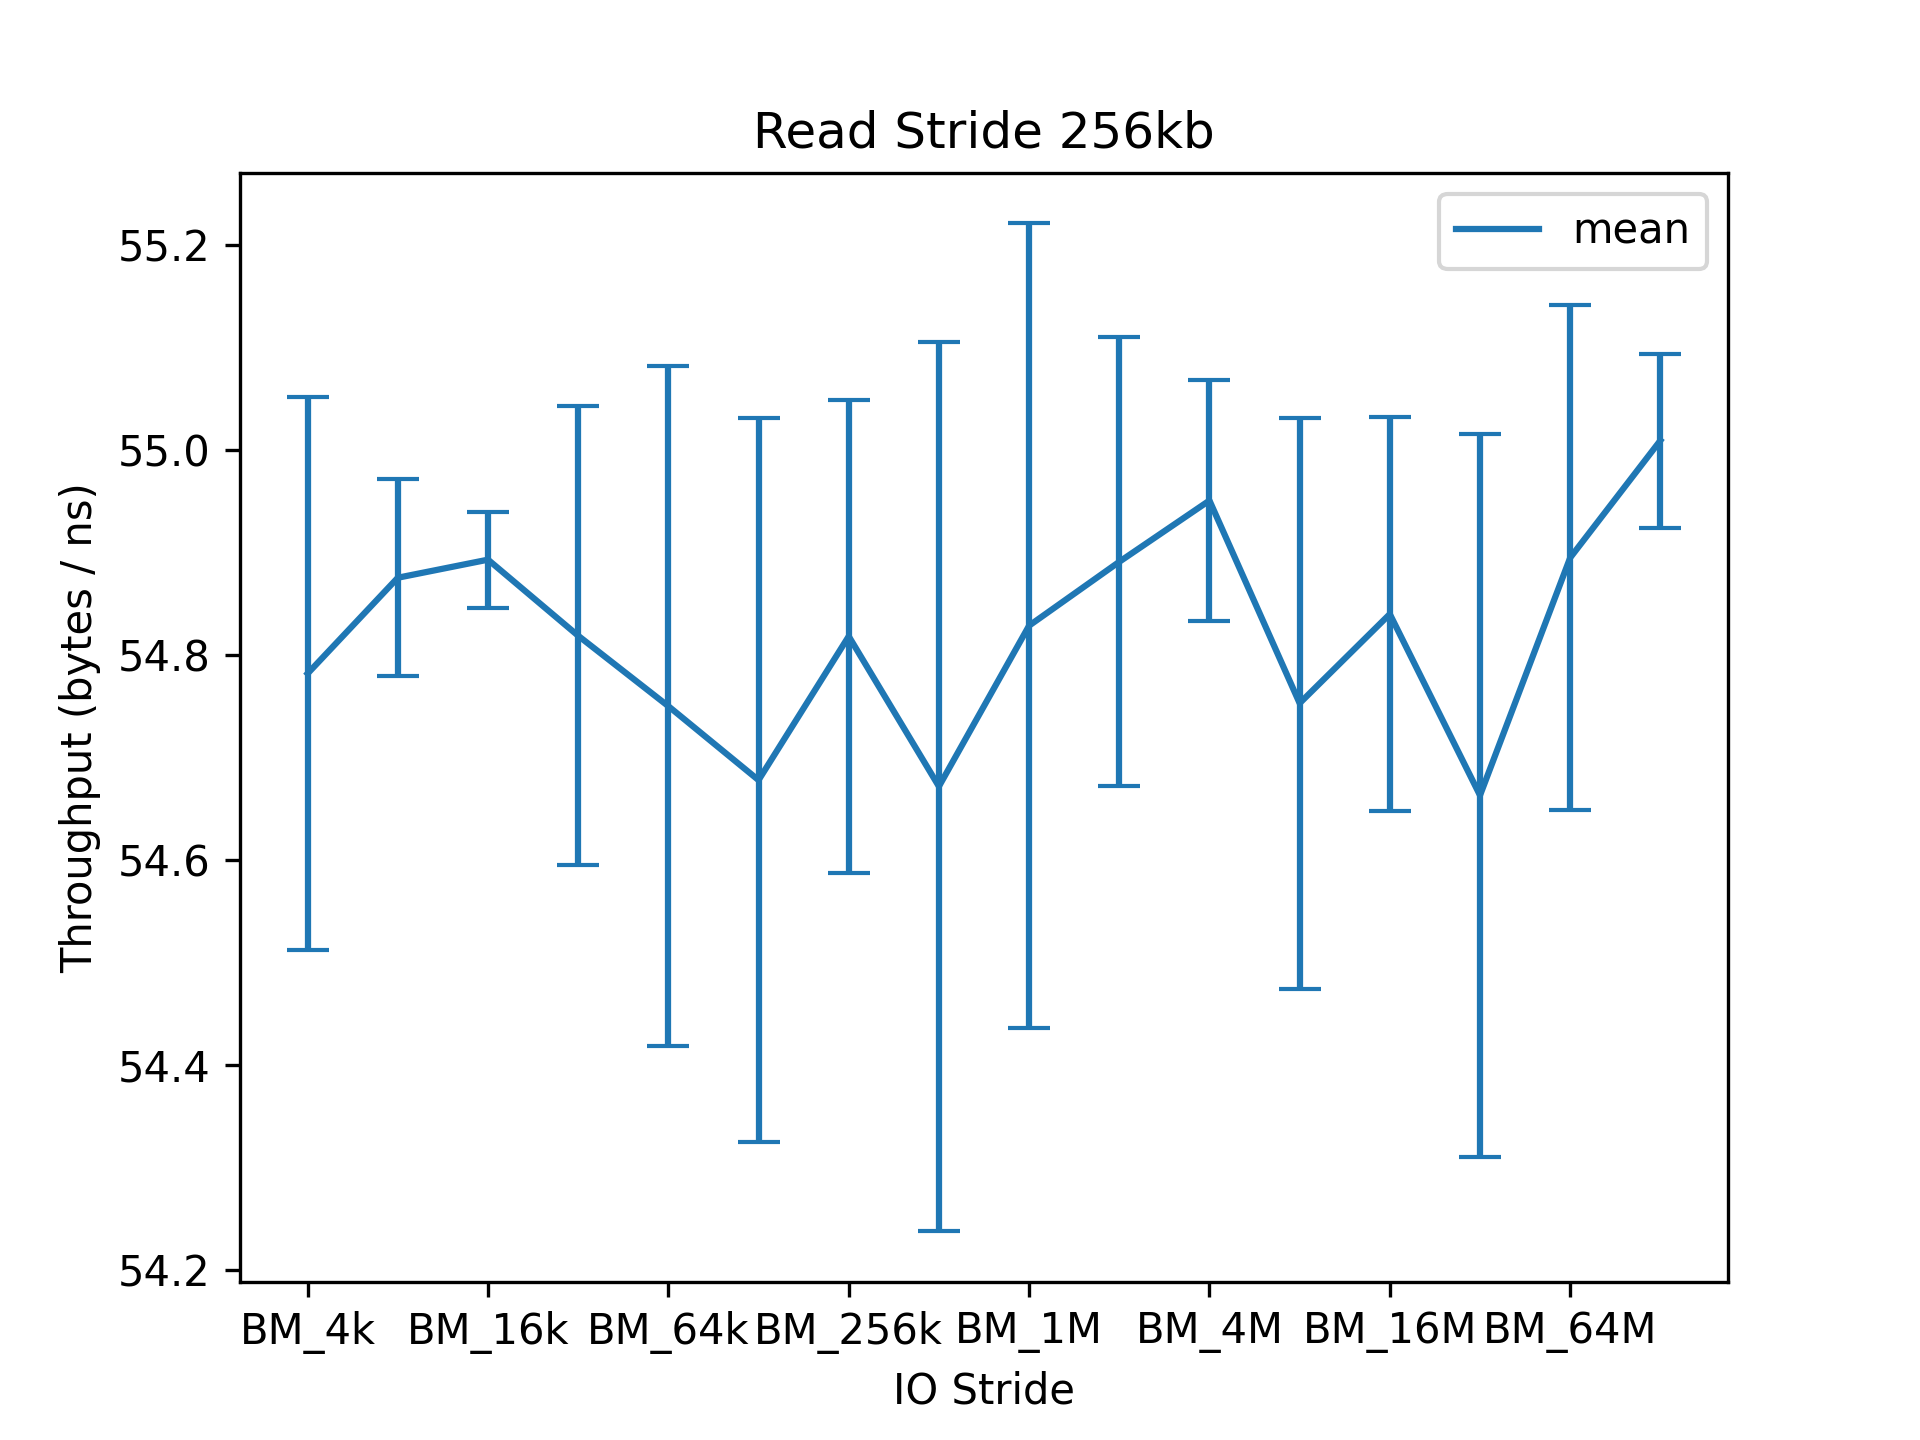 Read Stride 256kb
mean
55.2
55.0
54.8
54.6
54.4
54.2
Throughput (bytes / ns)
BM_4k BM_16k BM_64k BM_256k BM_1M BM_4M BM_16M BM_64M
IO Stride